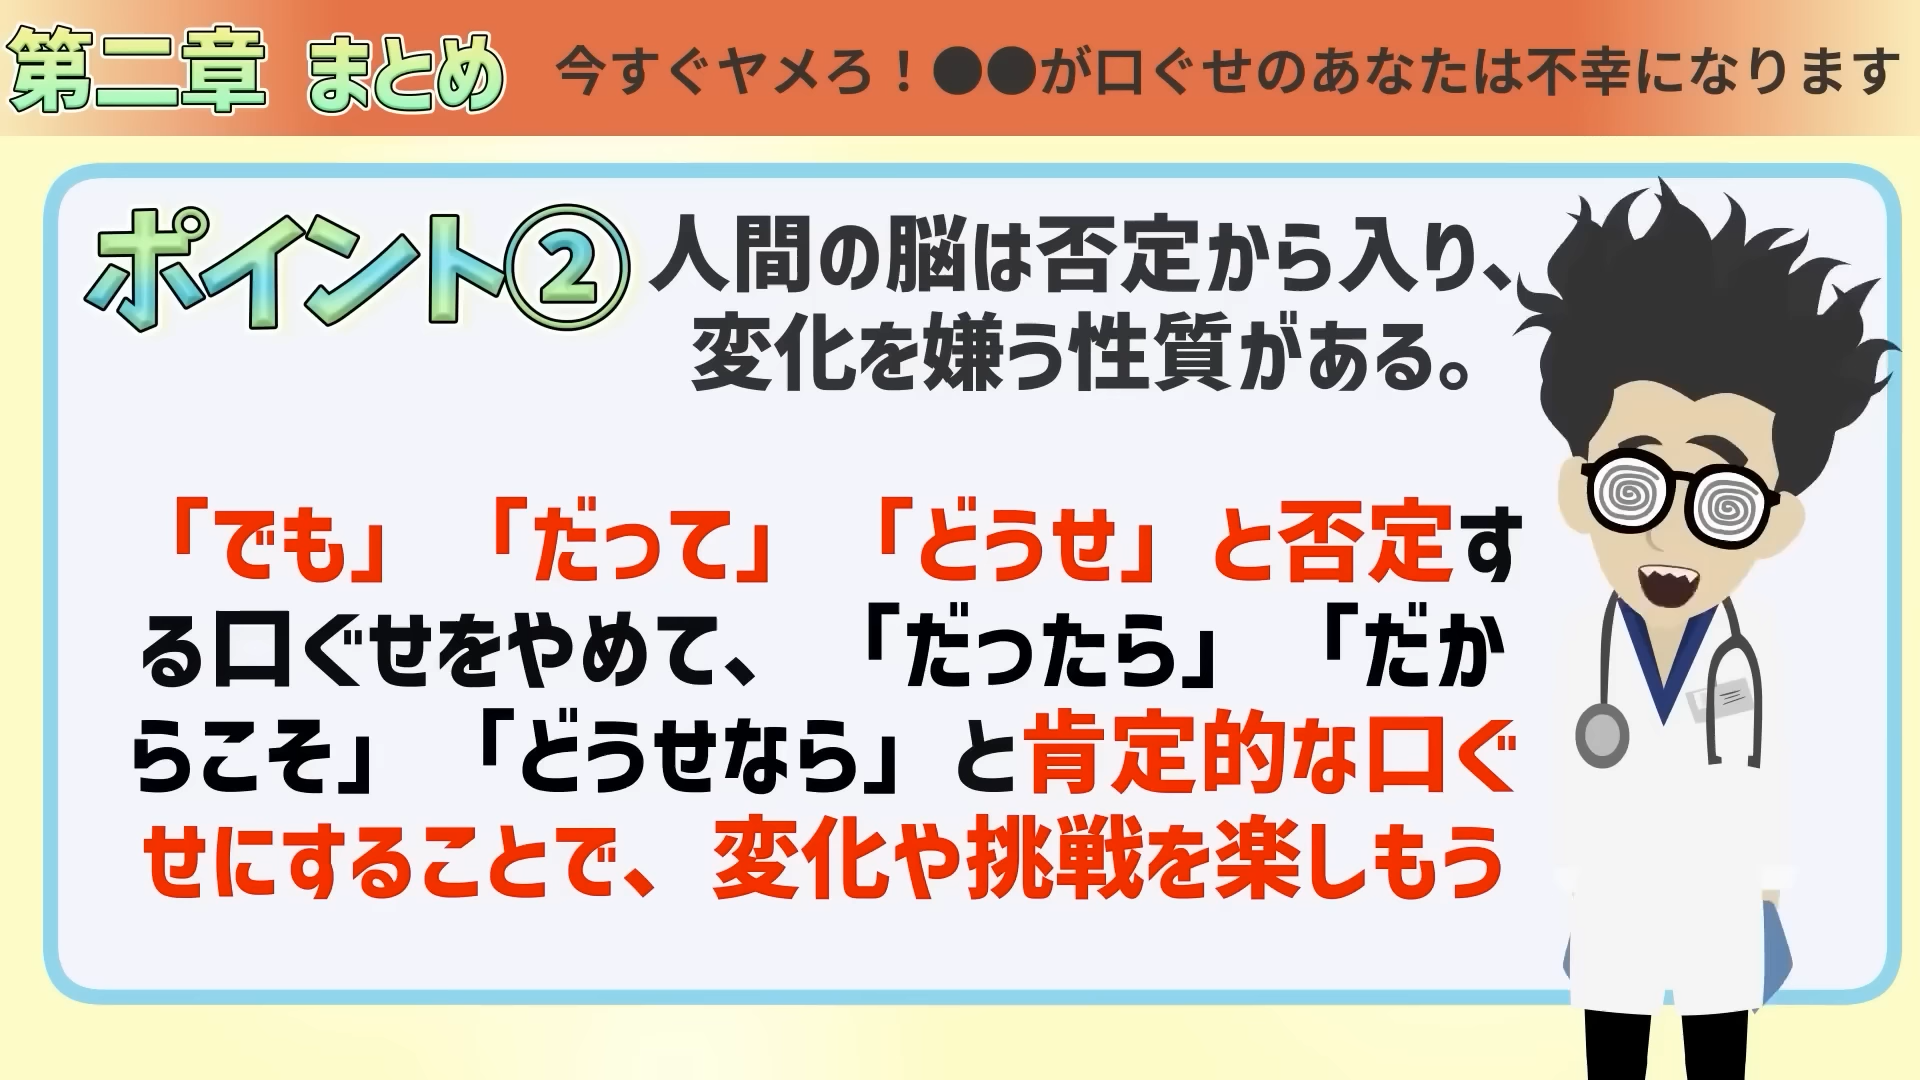 第二章 まとめ 今すぐヤメろ！●●が口ぐせのあなたは不幸になります
ポイント② 人間の脳は否定から入り、
変化を嫌う性質がある。
「でも」 「だって」 「どうせ」と否定す
る口ぐせをやめて、 「だったら」 「だか
らこそ」 「どうせなら」と肯定的な口ぐ
せにすることで、変化や挑戦を楽しもう